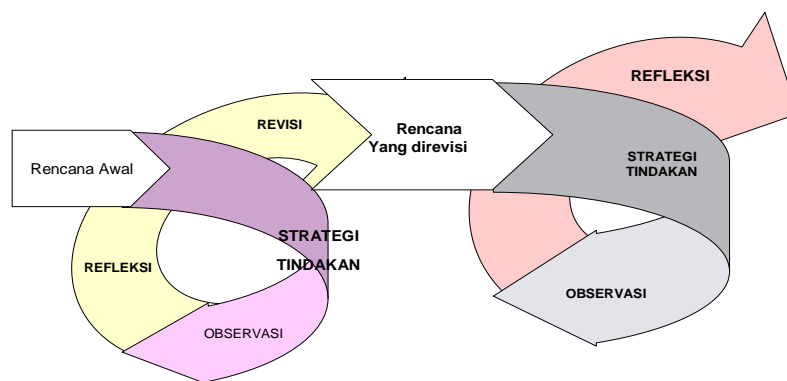 Rencana Awal
STRATEGI
TINDAKAN
OBSERVASI
REFLEKSI
REVISI
Rencana
Yang direvisi
STRATEGI
TINDAKAN
OBSERVASI
REFLEKSI